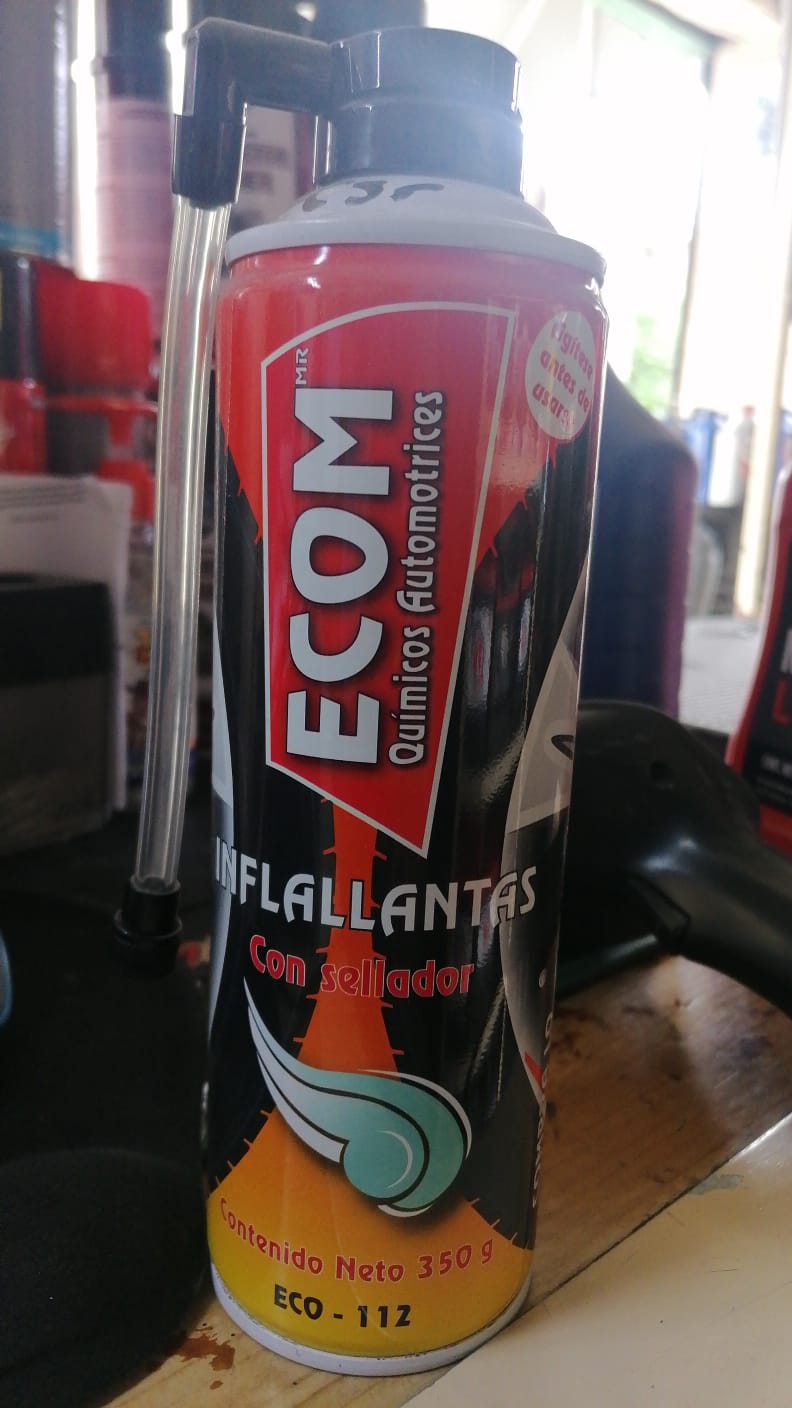 ECOM MR
Químicos Automotrices
agítese
antes de
usarse
INFLALLANTAS
Con sellador
Contenido Neto 350 g
ECO - 112